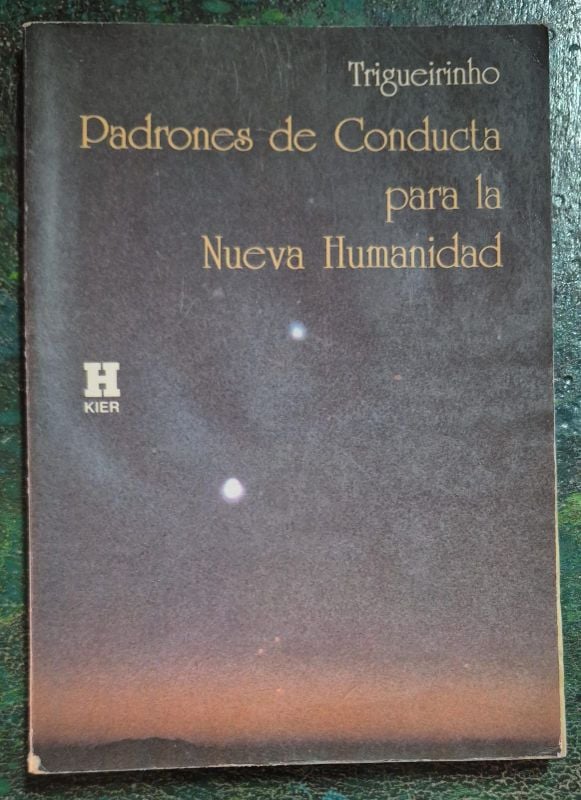 Trigueirinho
Padrones de Conducta
para la
Nueva Humanidad
H
KIER